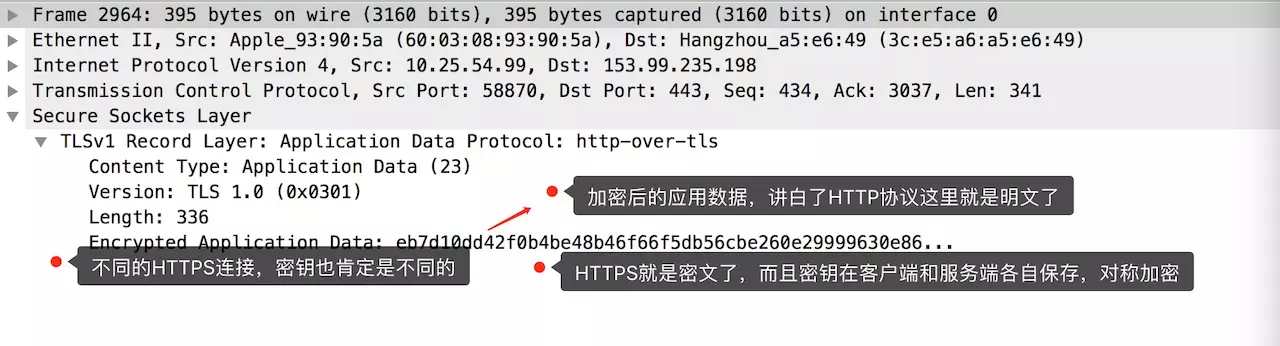 Frame 2964: 395 bytes on wire (3160 bits), 395 bytes captured (3160 bits) on interface 0
Ethernet II, Src: Apple_93:90:5a (60:03:08:93:90:5a), Dst: Hangzhou_a5:e6:49 (3c:e5:a6:a5:e6:49)
Internet Protocol Version 4, Src: 10.25.54.99, Dst: 153.99.235.198
Transmission Control Protocol, Src Port: 58870, Dst Port: 443, Seq: 434, Ack: 3037, Len: 341
Secure Sockets Layer
TLSv1 Record Layer: Application Data Protocol: http-over-tls
Content Type: Application Data (23)
Version: TLS 1.0 (0x0301)
加密后的应用数据，讲白了HTTP协议这里就是明文了
Length: 336
Encrypted Application Data: eb7d10dd42f0b4be48b46f66f5db56cbe260e29999630e86...
不同的HTTPS连接，密钥也肯定是不同的
HTTPS就是密文了，而且密钥在客户端和服务端各自保存，对称加密